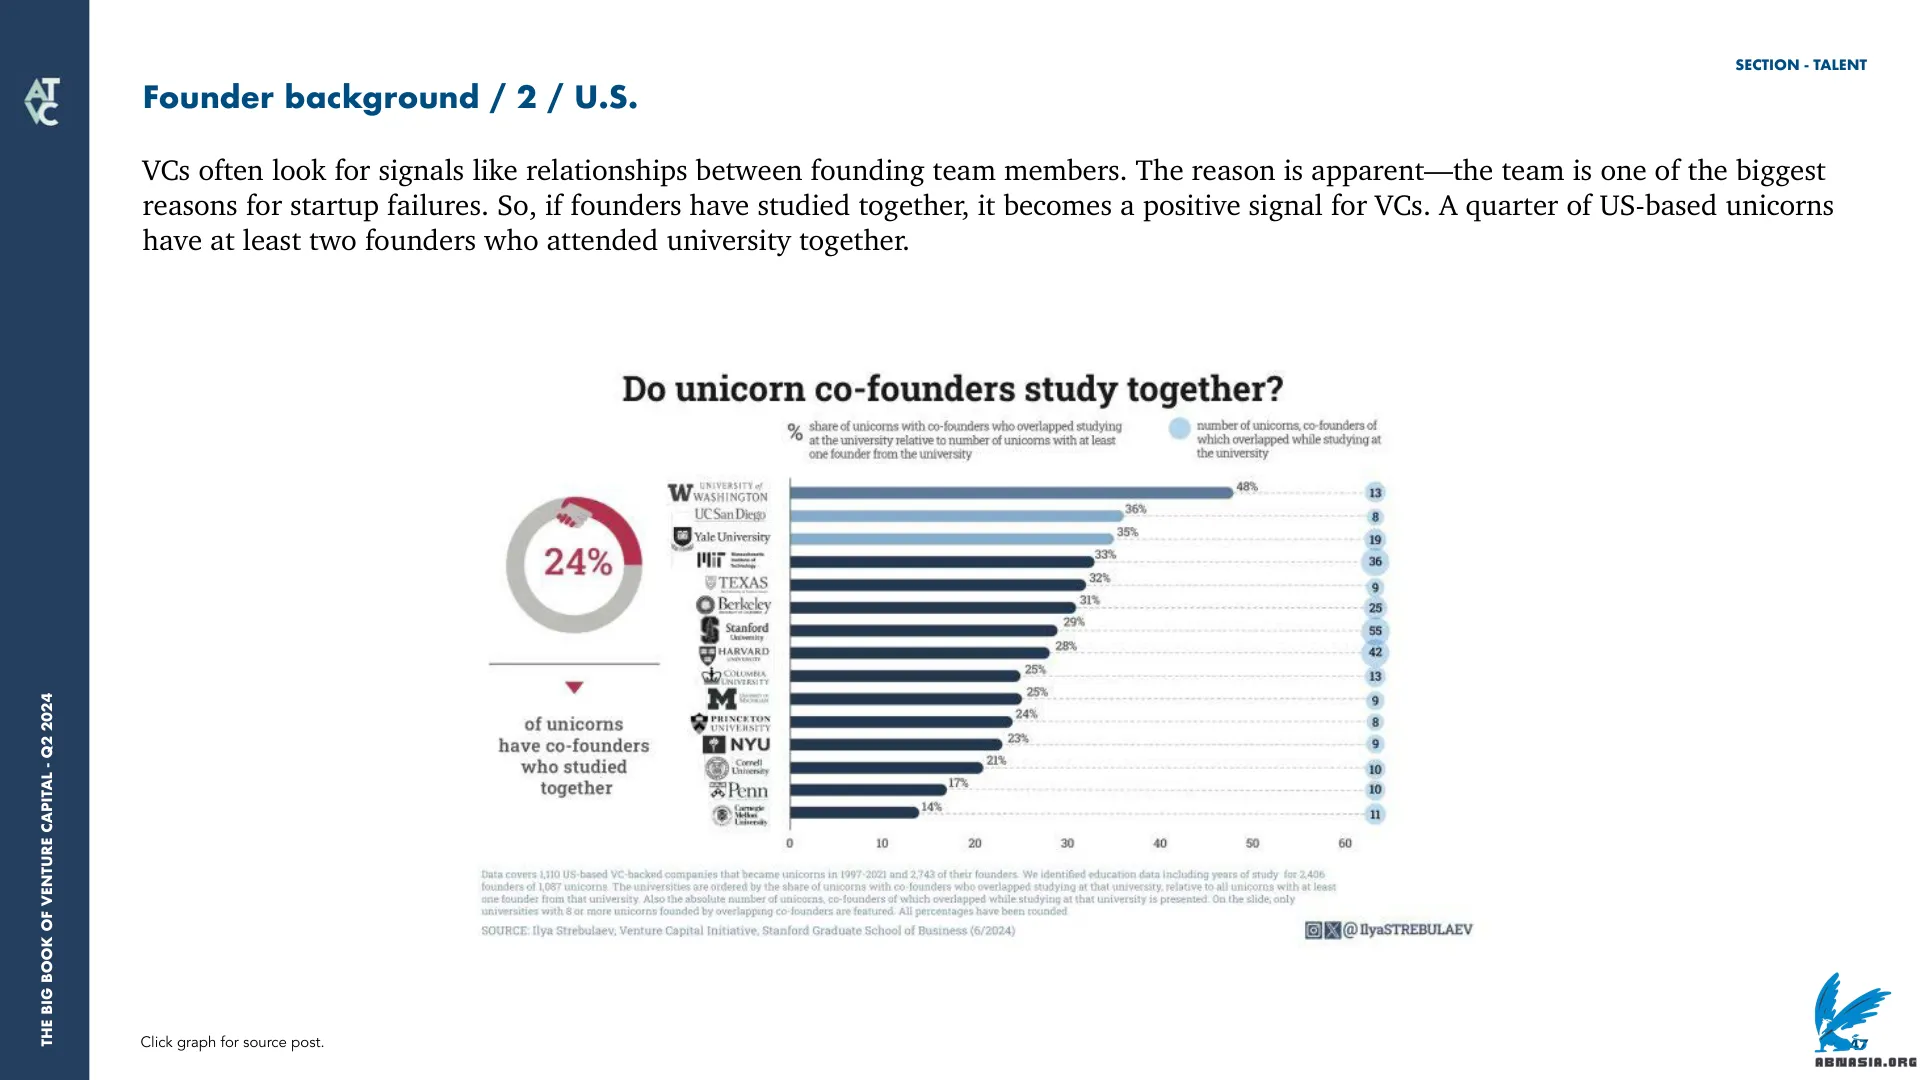 SECTION - TALENT
ATVC
Founder background / 2 / U.S.
VCs often look for signals like relationships between founding team members. The reason is apparent—the team is one of the biggest
reasons for startup failures. So, if founders have studied together, it becomes a positive signal for VCs. A quarter of US-based unicorns
have at least two founders who attended university together.
Do unicorn co-founders study together?
% share of unicorns with co-founders who overlapped studying
at the university relative to number of unicorns with at least
one founder from the university
number of unicorns, co-founders of
which overlapped while studying at
the university
24%
of unicorns
have co-founders
who studied
together
UNIVERSITY of
W WASHINGTON 48% 13
UC San Diego 36% 8
Yale University 35% 19
MIT Massachusetts
Institute of
Technology 33% 36
TEXAS 32% 9
Berkeley 31% 25
Stanford
University 29% 55
HARVARD
UNIVERSITY 28% 42
COLUMBIA
UNIVERSITY 25% 13
M UNIVERSITY OF
MICHIGAN 25% 9
PRINCETON
UNIVERSITY 24% 8
NYU 23% 9
Cornell
University 21% 10
Penn 17% 10
Carnegie
Mellon
University 14% 11
0 10 20 30 40 50 60
Data covers 1,110 US-based VC-backed companies that became unicorns in 1997-2021 and 2,743 of their founders. We identified education data including years of study for 2,406
founders of 1,087 unicorns. The universities are ordered by the share of unicorns with co-founders who overlapped studying at that university, relative to all unicorns with at least
one founder from that university. Also the absolute number of unicorns, co-founders of which overlapped while studying at that university is presented. On the slide, only
universities with 8 or more unicorns founded by overlapping co-founders are featured. All percentages have been rounded
SOURCE: Ilya Strebulaev, Venture Capital Initiative, Stanford Graduate School of Business (6/2024)
@IlyaSTREBULAEV
THE BIG BOOK OF VENTURE CAPITAL - Q2 2024
Click graph for source post.
47
ABNASIA.ORG